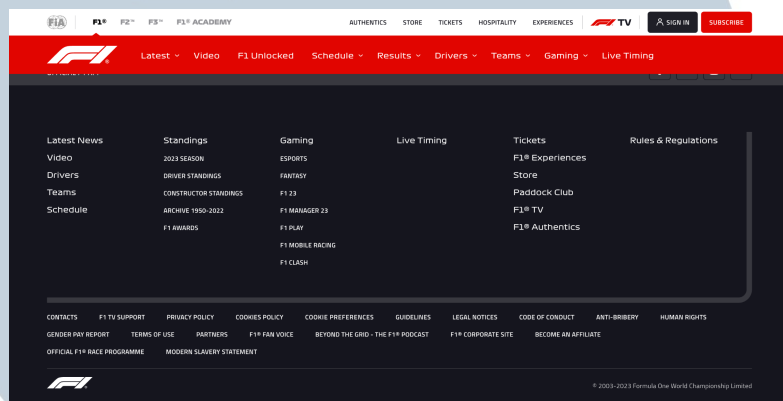 FIA F1® F2™ F3™ F1® ACADEMY AUTHENTICS STORE TICKETS HOSPITALITY EXPERIENCES F1 TV SIGN IN SUBSCRIBE
F1 Latest Video F1 Unlocked Schedule Results Drivers Teams Gaming Live Timing
Latest News Standings Gaming Live Timing Tickets Rules & Regulations
Video 2023 SEASON ESPORTS F1® Experiences
Drivers DRIVER STANDINGS FANTASY Store
Teams CONSTRUCTOR STANDINGS F1 23 Paddock Club
Schedule ARCHIVE 1950-2022 F1 MANAGER 23 F1® TV
F1 AWARDS F1 PLAY F1® Authentics
F1 MOBILE RACING
F1 CLASH
CONTACTS F1 TV SUPPORT PRIVACY POLICY COOKIES POLICY COOKIE PREFERENCES GUIDELINES LEGAL NOTICES CODE OF CONDUCT ANTI-BRIBERY HUMAN RIGHTS
GENDER PAY REPORT TERMS OF USE PARTNERS F1® FAN VOICE BEYOND THE GRID - THE F1® PODCAST F1® CORPORATE SITE BECOME AN AFFILIATE
OFFICIAL F1® RACE PROGRAMME MODERN SLAVERY STATEMENT
F1 © 2003-2023 Formula One World Championship Limited